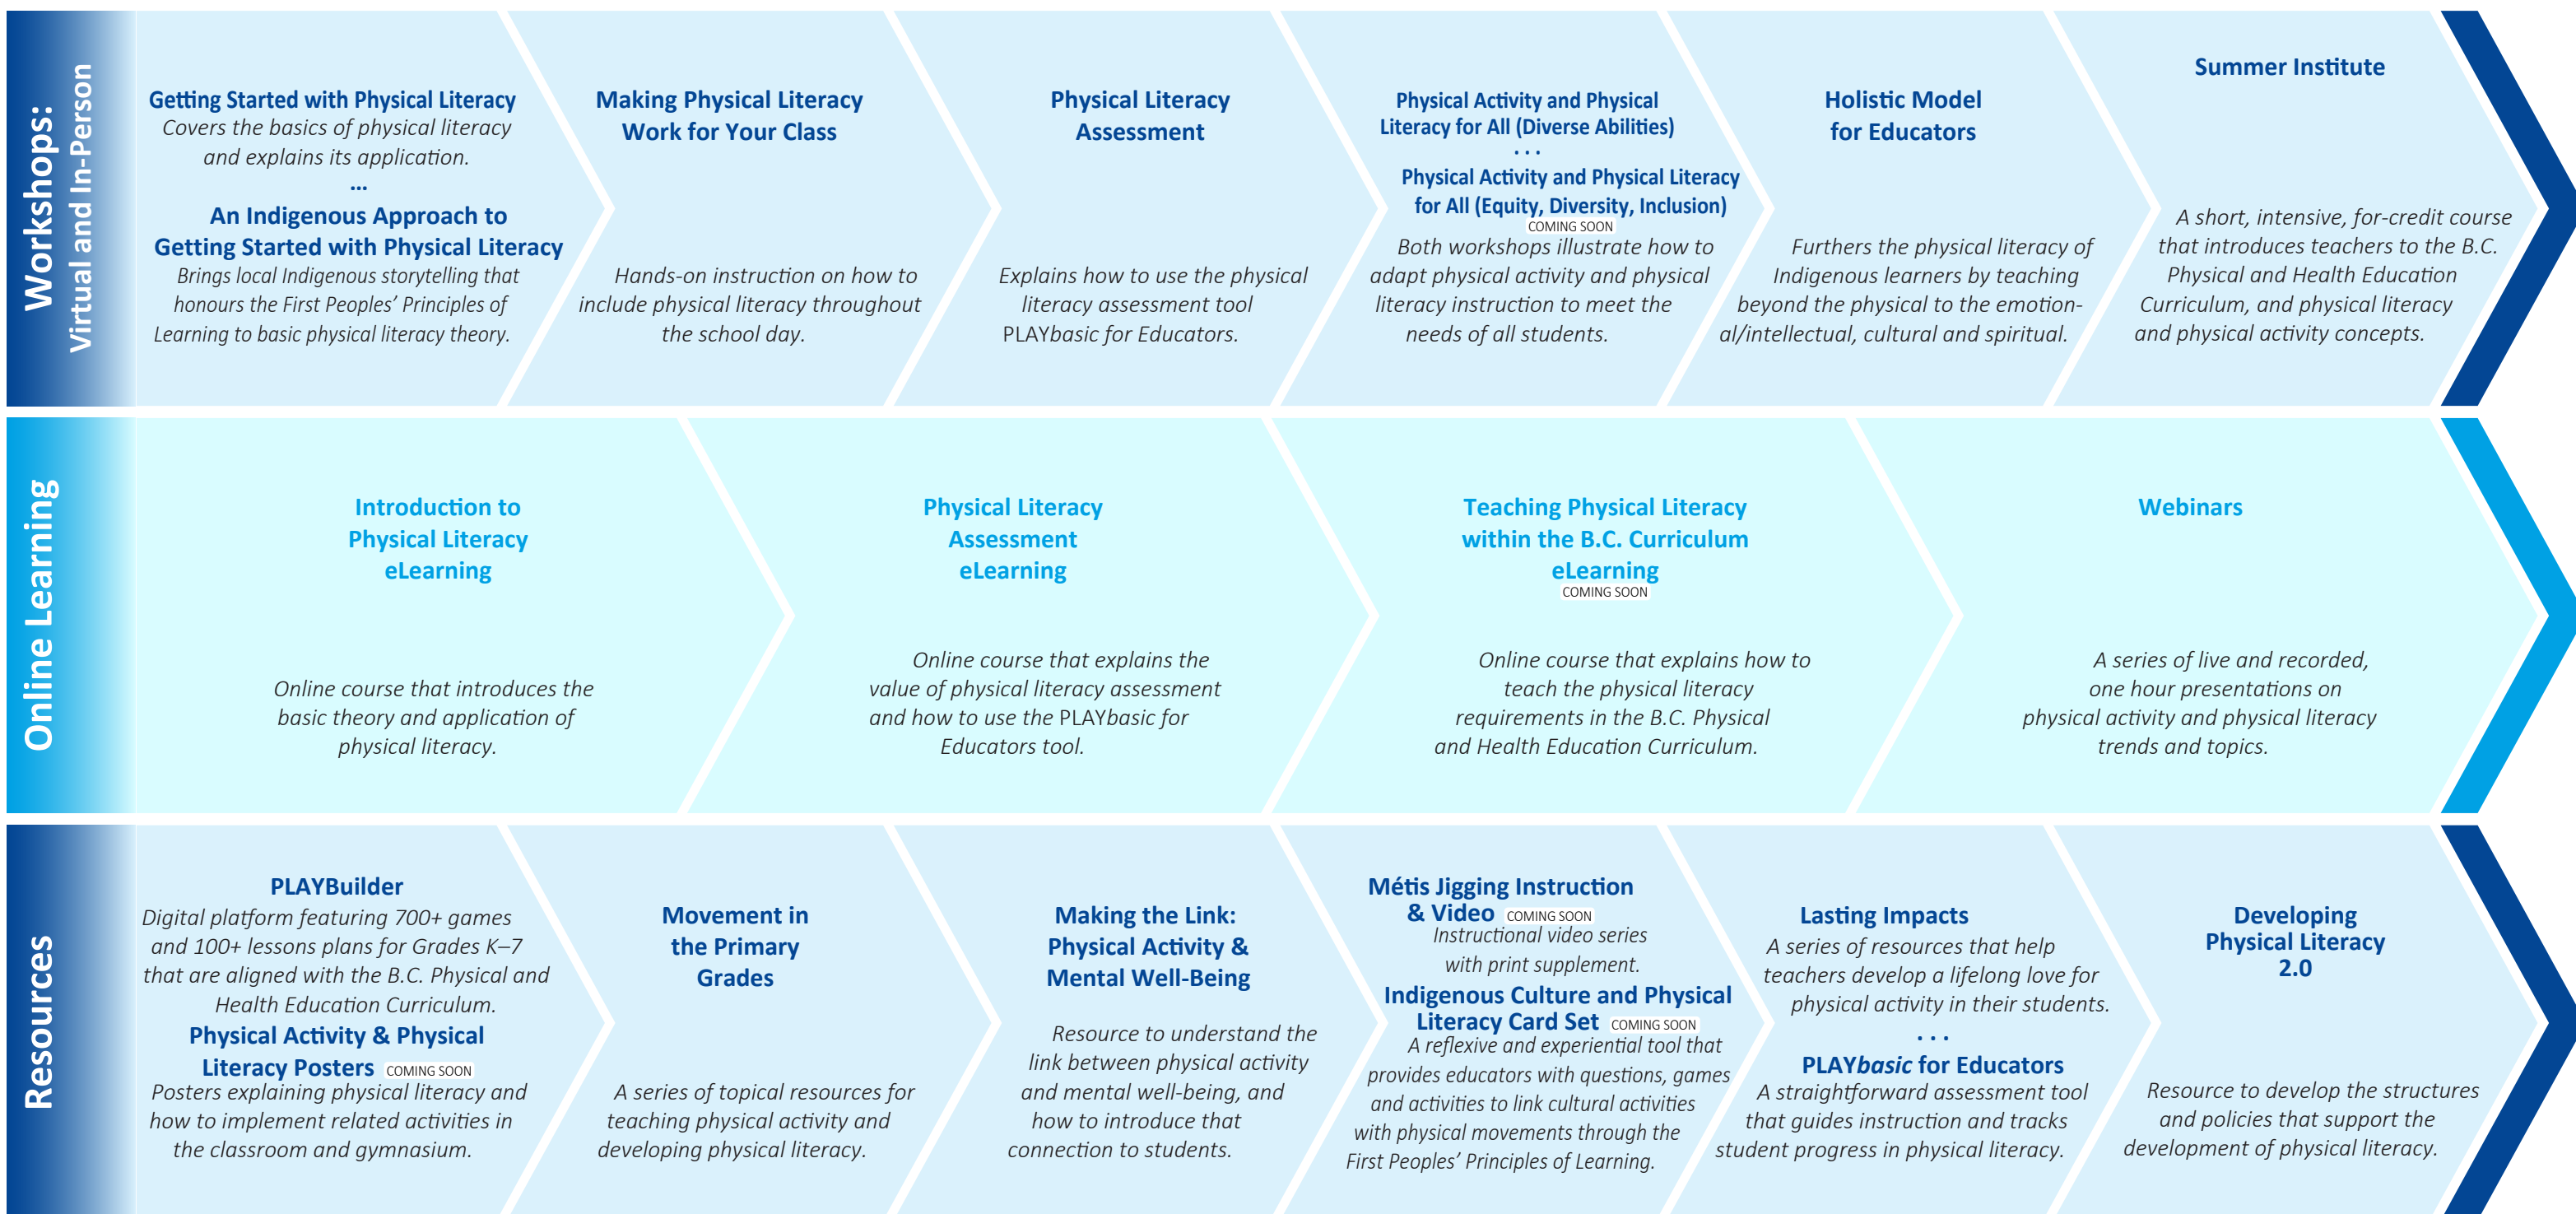 Workshops:
Virtual and In-Person
Getting Started with Physical Literacy
Covers the basics of physical literacy
and explains its application.
...
An Indigenous Approach to
Getting Started with Physical Literacy
Brings local Indigenous storytelling that
honours the First Peoples’ Principles of
Learning to basic physical literacy theory.
Making Physical Literacy
Work for Your Class
Hands-on instruction on how to
include physical literacy throughout
the school day.
Physical Literacy
Assessment
Explains how to use the physical
literacy assessment tool
PLAYbasic for Educators.
Physical Activity and Physical
Literacy for All (Diverse Abilities)
. . .
Physical Activity and Physical Literacy
for All (Equity, Diversity, Inclusion)
COMING SOON
Both workshops illustrate how to
adapt physical activity and physical
literacy instruction to meet the
needs of all students.
Holistic Model
for Educators
Furthers the physical literacy of
Indigenous learners by teaching
beyond the physical to the emotion-
al/intellectual, cultural and spiritual.
Summer Institute
A short, intensive, for-credit course
that introduces teachers to the B.C.
Physical and Health Education
Curriculum, and physical literacy
and physical activity concepts.
Online Learning
Introduction to
Physical Literacy
eLearning
Online course that introduces the
basic theory and application of
physical literacy.
Physical Literacy
Assessment
eLearning
Online course that explains the
value of physical literacy assessment
and how to use the PLAYbasic for
Educators tool.
Teaching Physical Literacy
within the B.C. Curriculum
eLearning
COMING SOON
Online course that explains how to
teach the physical literacy
requirements in the B.C. Physical
and Health Education Curriculum.
Webinars
A series of live and recorded,
one hour presentations on
physical activity and physical literacy
trends and topics.
Resources
PLAYBuilder
Digital platform featuring 700+ games
and 100+ lessons plans for Grades K–7
that are aligned with the B.C. Physical and
Health Education Curriculum.
Physical Activity & Physical
Literacy Posters COMING SOON
Posters explaining physical literacy and
how to implement related activities in
the classroom and gymnasium.
Movement in
the Primary
Grades
A series of topical resources for
teaching physical activity and
developing physical literacy.
Making the Link:
Physical Activity &
Mental Well-Being
Resource to understand the
link between physical activity
and mental well-being, and
how to introduce that
connection to students.
Métis Jigging Instruction
& Video COMING SOON
Instructional video series
with print supplement.
Indigenous Culture and Physical
Literacy Card Set COMING SOON
A reflexive and experiential tool that
provides educators with questions, games
and activities to link cultural activities
with physical movements through the
First Peoples’ Principles of Learning.
Lasting Impacts
A series of resources that help
teachers develop a lifelong love for
physical activity in their students.
. . .
PLAYbasic for Educators
A straightforward assessment tool
that guides instruction and tracks
student progress in physical literacy.
Developing
Physical Literacy
2.0
Resource to develop the structures
and policies that support the
development of physical literacy.